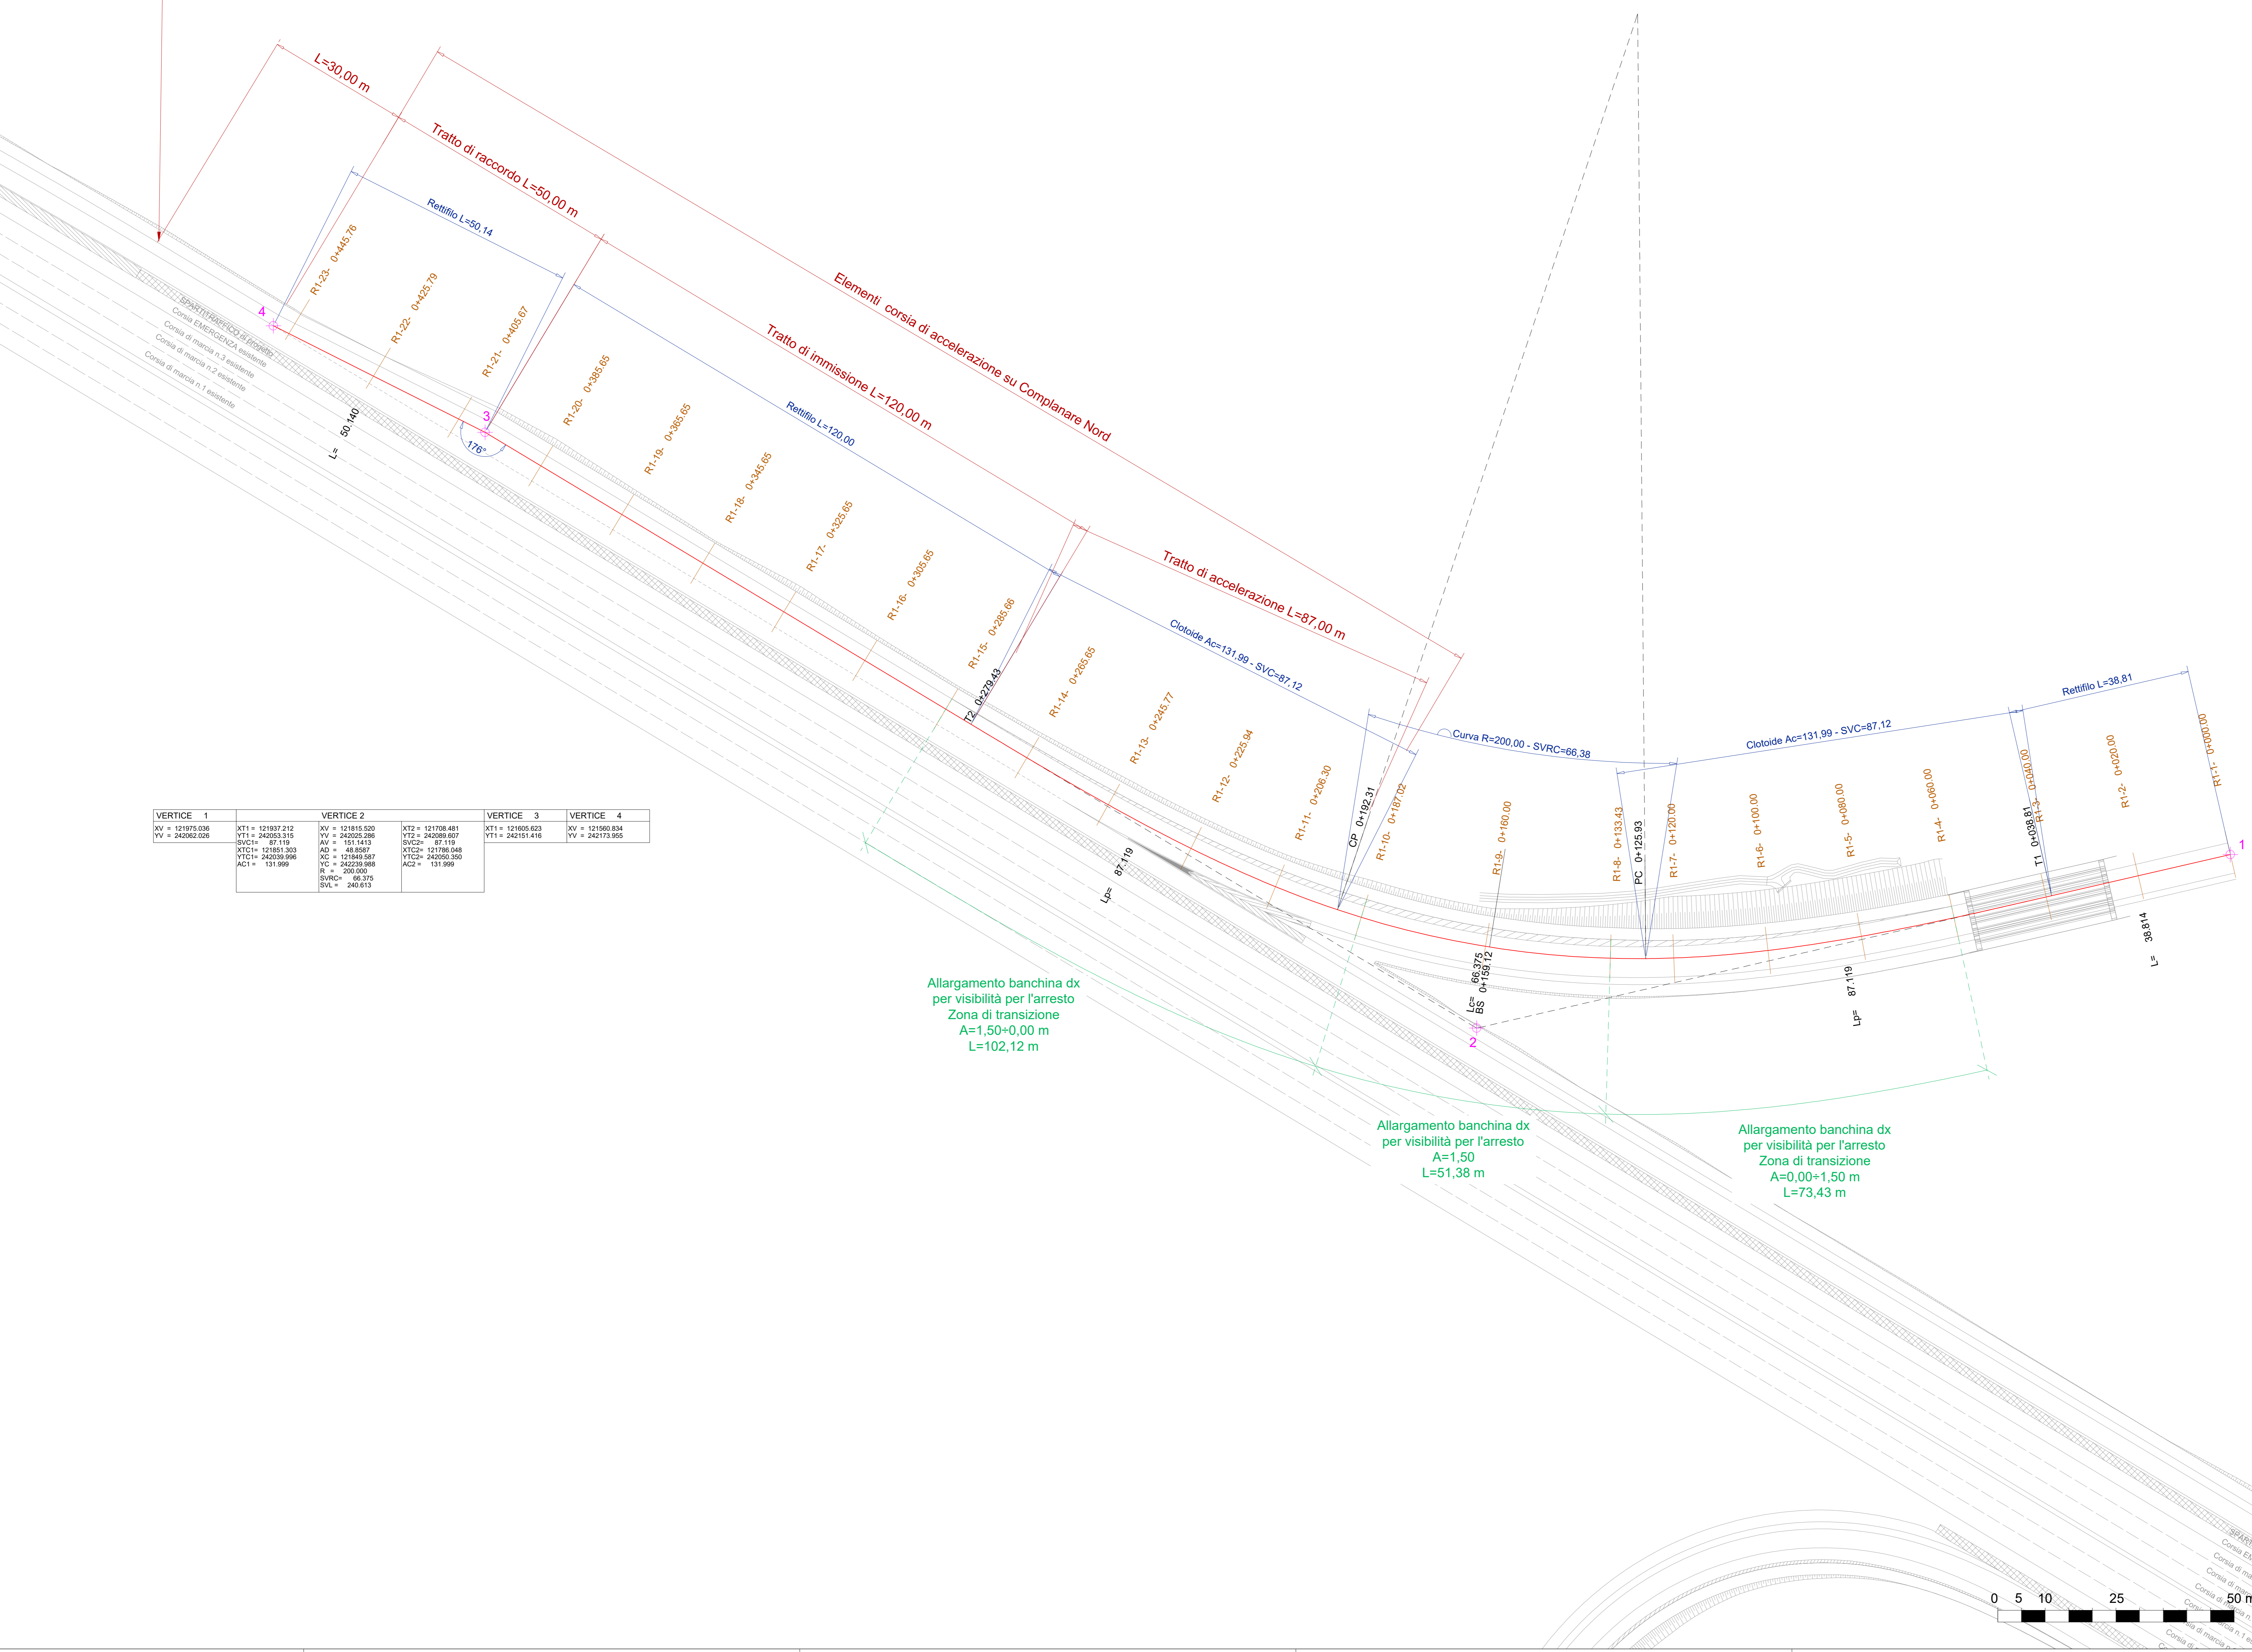 L=30,00 m
Tratto di raccordo L=50,00 m
Rettifilo L=50,14
Elementi corsia di accelerazione su Complanare Nord
Tratto di immissione L=120,00 m
Rettifilo L=120,00
Tratto di accelerazione L=87,00 m
Clotoide Ac=131,99 - SVC=87,12
Curva R=200,00 - SVRC=66,38
Clotoide Ac=131,99 - SVC=87,12
Rettifilo L=38,81
R1-23- 0+445.76
R1-22- 0+425.79
R1-21- 0+405.67
R1-20- 0+385.65
R1-19- 0+365.65
R1-18- 0+345.65
R1-17- 0+325.65
R1-16- 0+305.65
R1-15- 0+285.66
T2 0+279.43
R1-14- 0+265.65
R1-13- 0+245.77
R1-12- 0+225.94
R1-11- 0+206.30
CP 0+192.31
R1-10- 0+187.02
R1-9- 0+160.00
R1-8- 0+133.43
PC 0+125.93
R1-7- 0+120.00
R1-6- 0+100.00
R1-5- 0+080.00
R1-4- 0+060.00
T1 0+038.81
R1-3- 0+040.00
R1-2- 0+020.00
R1-1- 0+000.00
4
3
176°
2
1
SPARTITRAFFICO di progetto
Corsia EMERGENZA esistente
Corsia di marcia n.3 esistente
Corsia di marcia n.2 esistente
Corsia di marcia n.1 esistente
L= 50.140
Lp= 87.119
Lc= 66.375
BS 0+159.12
Lp= 87.119
L= 38.814
VERTICE 1
XV = 121975.036
YV = 242062.026
VERTICE 2
XT1 = 121937.212
YT1 = 242053.315
SVC1= 87.119
XTC1= 121851.303
YTC1= 242039.996
AC1 = 131.999
XV = 121815.520
YV = 242025.286
AV = 151.1413
AD = 48.8587
XC = 121849.587
YC = 242239.988
R = 200.000
SVRC= 66.375
SVL = 240.613
XT2 = 121708.481
YT2 = 242089.607
SVC2= 87.119
XTC2= 121786.048
YTC2= 242050.350
AC2 = 131.999
VERTICE 3
XT1 = 121605.623
YT1 = 242151.416
VERTICE 4
XV = 121560.834
YV = 242173.955
Allargamento banchina dx
per visibilità per l'arresto
Zona di transizione
A=1,50÷0,00 m
L=102,12 m
Allargamento banchina dx
per visibilità per l'arresto
A=1,50
L=51,38 m
Allargamento banchina dx
per visibilità per l'arresto
Zona di transizione
A=0,00÷1,50 m
L=73,43 m
0 5 10 25 50 m